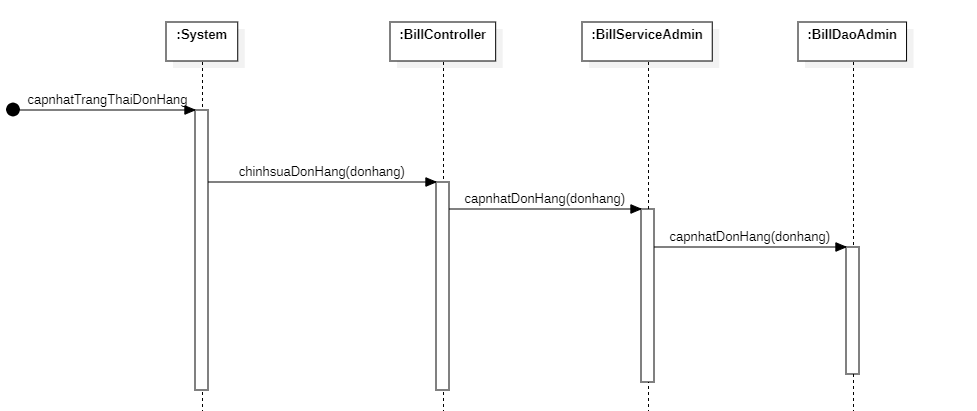 :System
:BillController
:BillServiceAdmin
:BillDaoAdmin
capnhatTrangThaiDonHang
chinhsuaDonHang(donhang)
capnhatDonHang(donhang)
capnhatDonHang(donhang)